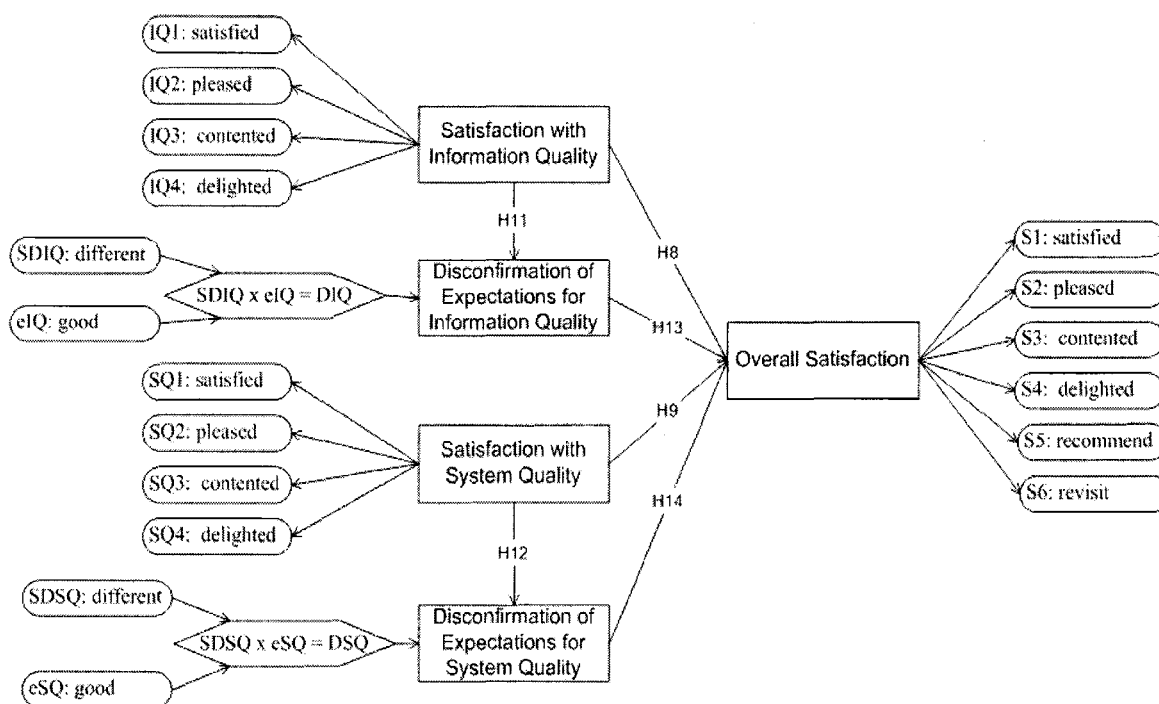 IQ1: satisfied
IQ2: pleased
IQ3: contented
IQ4: delighted
Satisfaction with
Information Quality
H11
H8
SDIQ: different
SDIQ x eIQ = DIQ
eIQ: good
Disconfirmation of
Expectations for
Information Quality
H13
SQ1: satisfied
SQ2: pleased
SQ3: contented
SQ4: delighted
Satisfaction with
System Quality
H9
H14
H12
SDSQ: different
SDSQ x eSQ = DSQ
eSQ: good
Disconfirmation of
Expectations for
System Quality
Overall Satisfaction
S1: satisfied
S2: pleased
S3: contented
S4: delighted
S5: recommend
S6: revisit